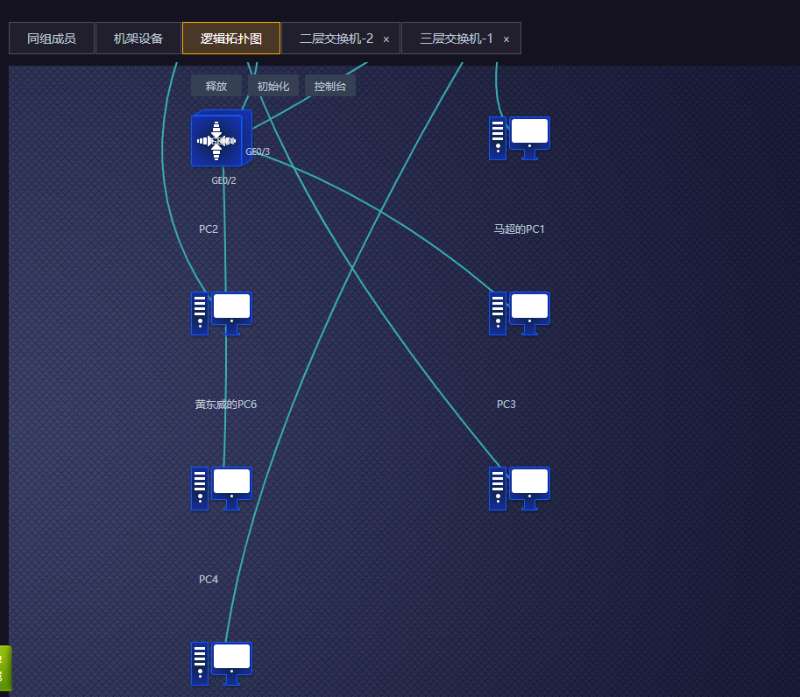 同组成员
机架设备
逻辑拓扑图
二层交换机-2 ×
三层交换机-1 ×
释放
初始化
控制台
GE0/3
GE0/2
PC2
马超的PC1
黄东威的PC6
PC3
PC4